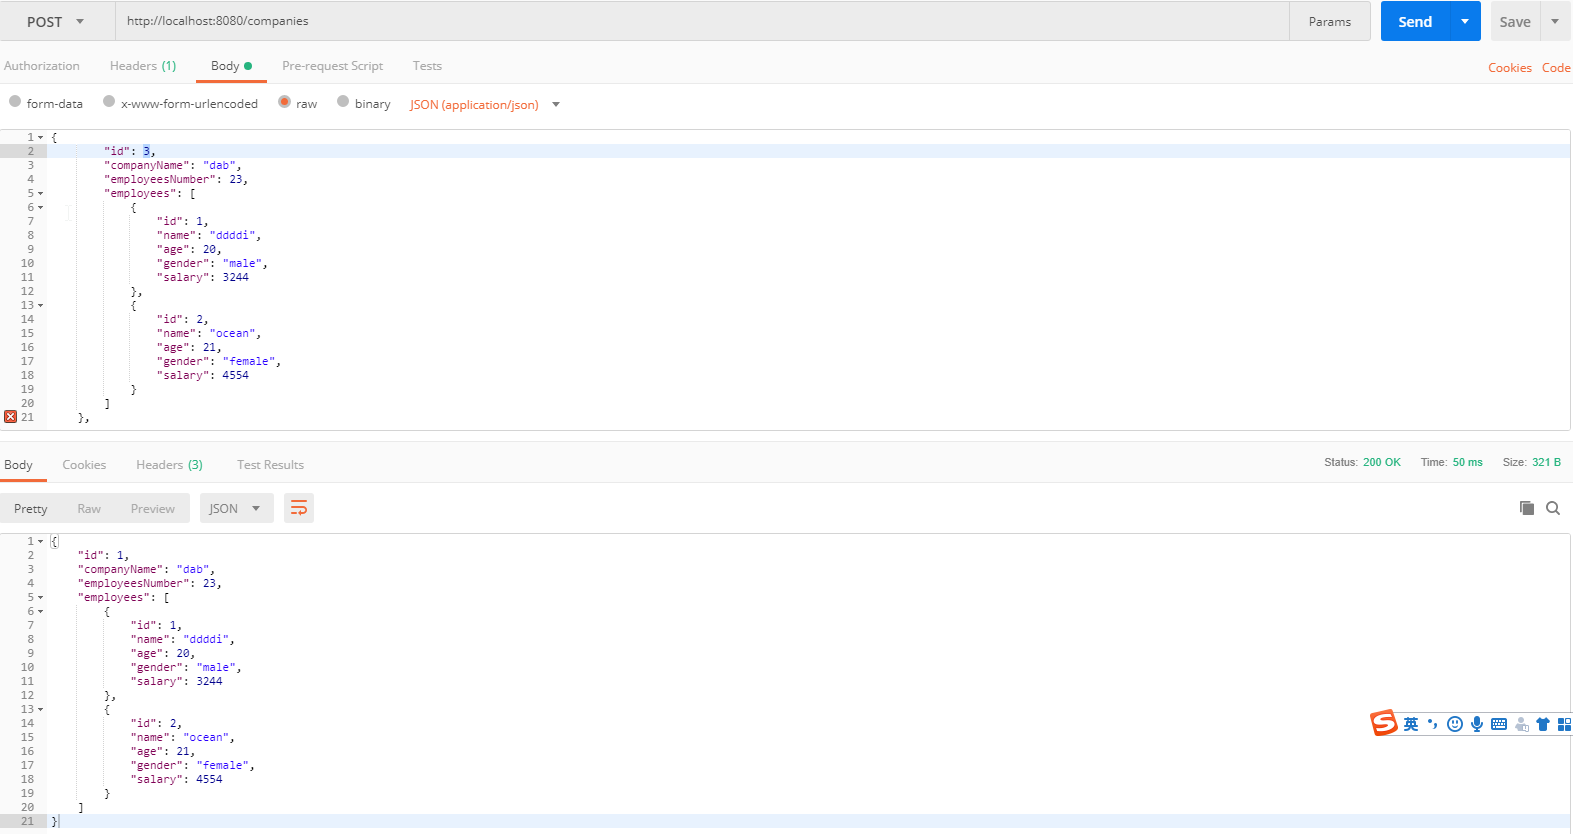 POST http://localhost:8080/companies Params Send Save
Authorization Headers (1) Body Pre-request Script Tests Cookies Code
form-data x-www-form-urlencoded raw binary JSON (application/json)
1 {
2 "id": 3,
3 "companyName": "dab",
4 "employeesNumber": 23,
5 "employees": [
6 {
7 "id": 1,
8 "name": "ddddi",
9 "age": 20,
10 "gender": "male",
11 "salary": 3244
12 },
13 {
14 "id": 2,
15 "name": "ocean",
16 "age": 21,
17 "gender": "female",
18 "salary": 4554
19 }
20 ]
21 },
Body Cookies Headers (3) Test Results Status: 200 OK Time: 50 ms Size: 321 B
Pretty Raw Preview JSON
1 {
2 "id": 1,
3 "companyName": "dab",
4 "employeesNumber": 23,
5 "employees": [
6 {
7 "id": 1,
8 "name": "ddddi",
9 "age": 20,
10 "gender": "male",
11 "salary": 3244
12 },
13 {
14 "id": 2,
15 "name": "ocean",
16 "age": 21,
17 "gender": "female",
18 "salary": 4554
19 }
20 ]
21 }
S 英